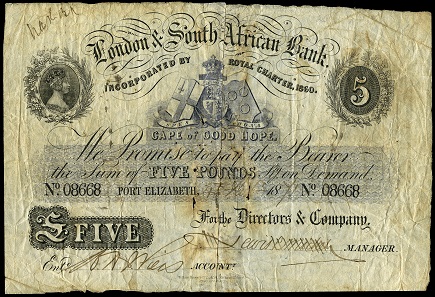 London & South African Bank.
INCORPORATED BY ROYAL CHARTER, 1860.
5
CAPE of GOOD HOPE.
We Promise to pay the Bearer
the Sum of FIVE POUNDS Stg on Demand.
No. 08668 PORT ELIZABETH, 18 No. 08668
For the Directors & Company,
£ FIVE
MANAGER.
Entd. ACCOUNTt.